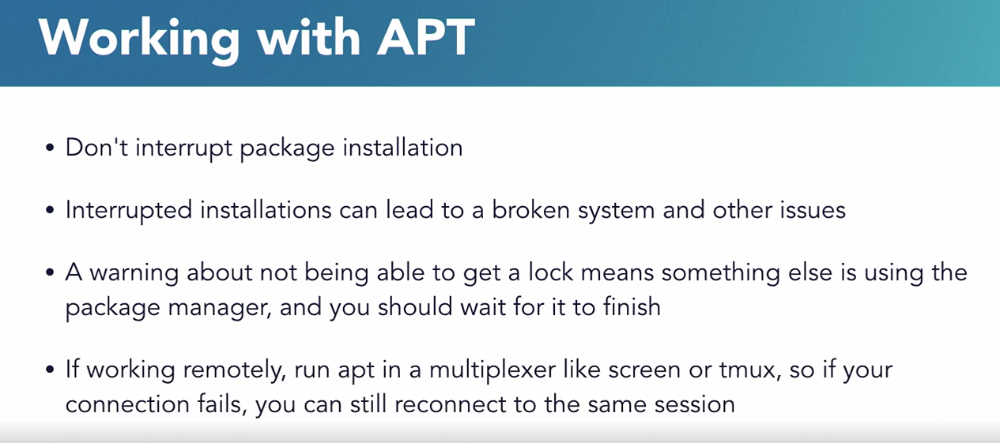 Working with APT
• Don't interrupt package installation
• Interrupted installations can lead to a broken system and other issues
• A warning about not being able to get a lock means something else is using the
package manager, and you should wait for it to finish
• If working remotely, run apt in a multiplexer like screen or tmux, so if your
connection fails, you can still reconnect to the same session